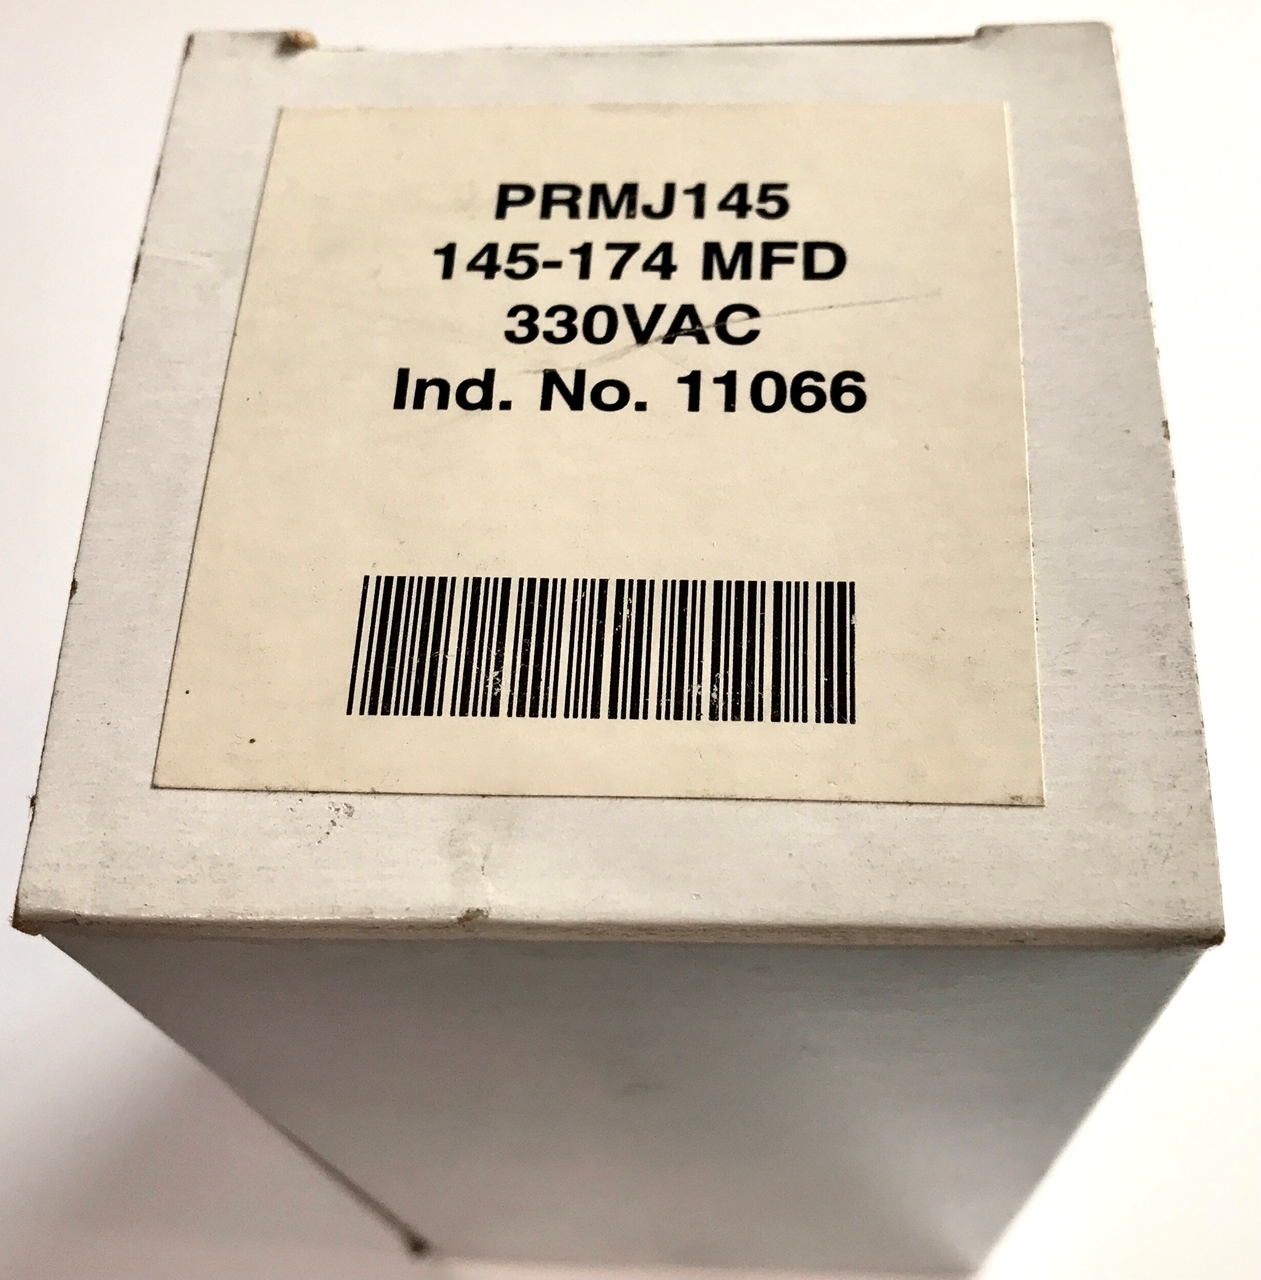 PRMJ145
145-174 MFD
330VAC
Ind. No. 11066